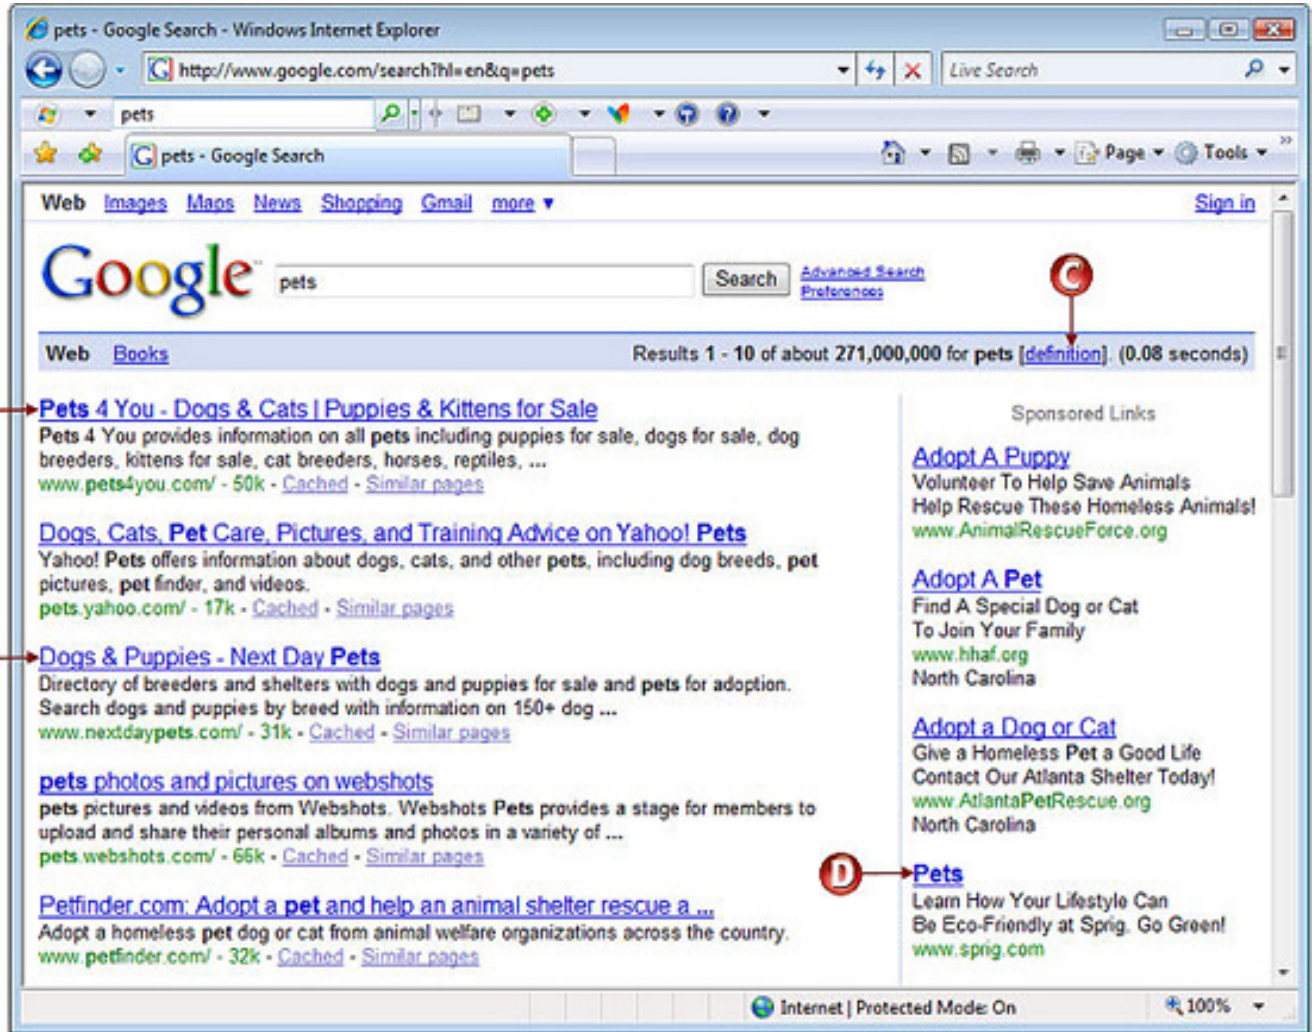 pets - Google Search - Windows Internet Explorer
http://www.google.com/search?hl=en&q=pets
Live Search
pets
pets - Google Search
Page
Tools
Web Images Maps News Shopping Gmail more ▼
Sign in
Google™
pets
Search
Advanced Search
Preferences
C
Web Books
Results 1 - 10 of about 271,000,000 for pets [definition]. (0.08 seconds)
Pets 4 You - Dogs & Cats | Puppies & Kittens for Sale
Pets 4 You provides information on all pets including puppies for sale, dogs for sale, dog
breeders, kittens for sale, cat breeders, horses, reptiles, ...
www.pets4you.com/ - 50k - Cached - Similar pages
Dogs, Cats, Pet Care, Pictures, and Training Advice on Yahoo! Pets
Yahoo! Pets offers information about dogs, cats, and other pets, including dog breeds, pet
pictures, pet finder, and videos.
pets.yahoo.com/ - 17k - Cached - Similar pages
Dogs & Puppies - Next Day Pets
Directory of breeders and shelters with dogs and puppies for sale and pets for adoption.
Search dogs and puppies by breed with information on 150+ dog ...
www.nextdaypets.com/ - 31k - Cached - Similar pages
pets photos and pictures on webshots
pets pictures and videos from Webshots. Webshots Pets provides a stage for members to
upload and share their personal albums and photos in a variety of ...
pets.webshots.com/ - 66k - Cached - Similar pages
Petfinder.com: Adopt a pet and help an animal shelter rescue a ...
Adopt a homeless pet dog or cat from animal welfare organizations across the country.
www.petfinder.com/ - 32k - Cached - Similar pages
Sponsored Links
Adopt A Puppy
Volunteer To Help Save Animals
Help Rescue These Homeless Animals!
www.AnimalRescueForce.org
Adopt A Pet
Find A Special Dog or Cat
To Join Your Family
www.hhaf.org
North Carolina
Adopt a Dog or Cat
Give a Homeless Pet a Good Life
Contact Our Atlanta Shelter Today!
www.AtlantaPetRescue.org
North Carolina
D
Pets
Learn How Your Lifestyle Can
Be Eco-Friendly at Sprig. Go Green!
www.sprig.com
Internet | Protected Mode: On
100%